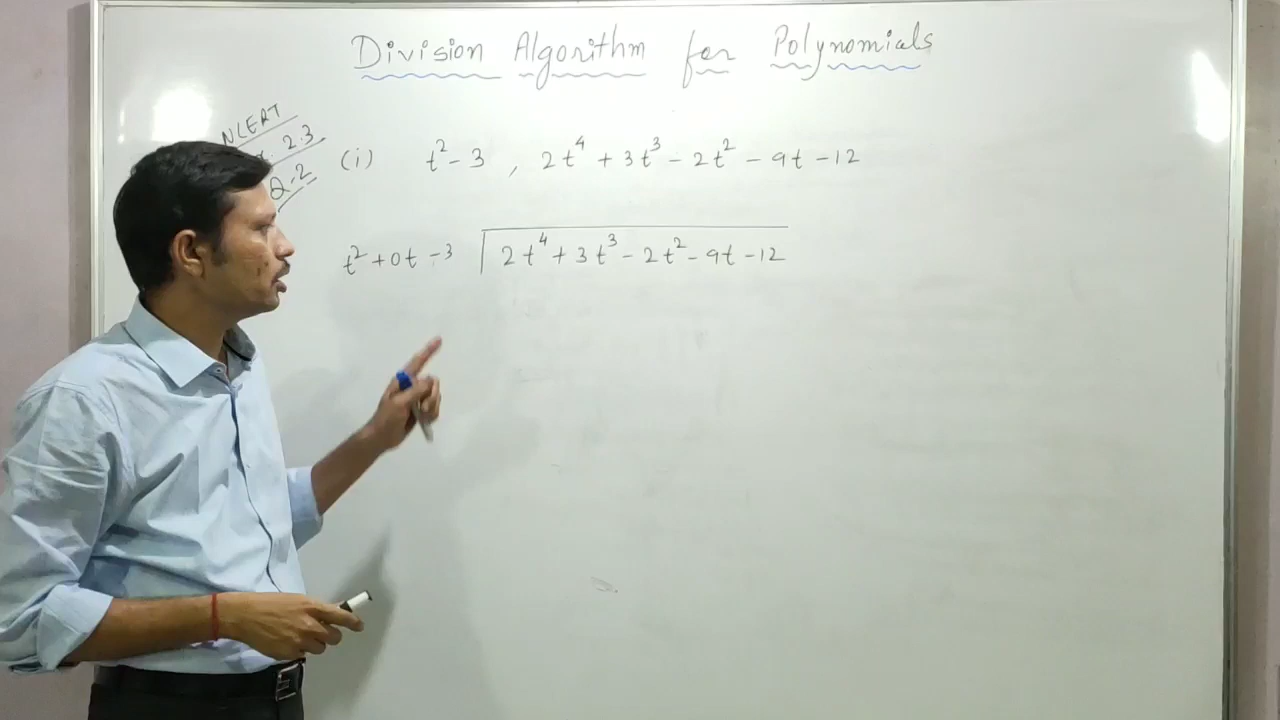 Division Algorithm for Polynomials
NCERT
2.3
Q.2
(i) t² - 3 , 2t⁴ + 3t³ - 2t² - 9t - 12
t² + 0t - 3 2t⁴ + 3t³ - 2t² - 9t - 12